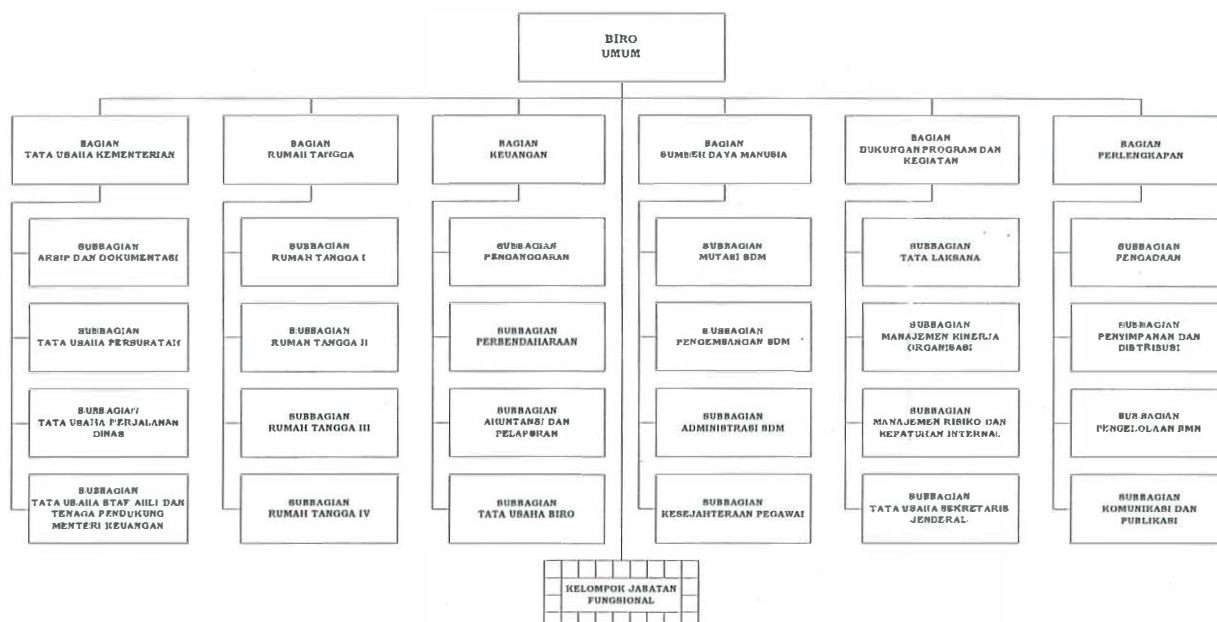 BIRO
UMUM
BAGIAN
TATA USAHA KEMENTERIAN
BAGIAN
RUMAH TANGGA
BAGIAN
KEUANGAN
BAGIAN
SUMBER DAYA MANUSIA
BAGIAN
DUKUNGAN PROGRAM DAN
KEGIATAN
BAGIAN
PERLENGKAPAN
SUBBAGIAN
ARSIP DAN DOKUMENTASI
SUBBAGIAN
RUMAH TANGGA I
SUBBAGIAN
PENGANGGARAN
SUBBAGIAN
MUTASI SDM
SUBBAGIAN
TATA LAKSANA
SUBBAGIAN
PENGADAAN
SUBBAGIAN
TATA USAHA PERSURATAN
SUBBAGIAN
RUMAH TANGGA II
SUBBAGIAN
PERBENDAHARAAN
SUBBAGIAN
PENGEMBANGAN SDM
SUBBAGIAN
MANAJEMEN KINERJA
ORGANISASI
SUBBAGIAN
PENYIMPANAN DAN
DISTRIBUSI
SUBBAGIAN
TATA USAHA PERJALANAN
DINAS
SUBBAGIAN
RUMAH TANGGA III
SUBBAGIAN
AKUNTANSI DAN
PELAPORAN
SUBBAGIAN
ADMINISTRASI SDM
SUBBAGIAN
MANAJEMEN RISIKO DAN
KEPATUHAN INTERNAL
SUBBAGIAN
PENGELOLAAN BMN
SUBBAGIAN
TATA USAHA STAF AHLI DAN
TENAGA PENDUKUNG
MENTERI KEUANGAN
SUBBAGIAN
RUMAH TANGGA IV
SUBBAGIAN
TATA USAHA BIRO
SUBBAGIAN
KESEJAHTERAAN PEGAWAI
SUBBAGIAN
TATA USAHA SEKRETARIS
JENDERAL
SUBBAGIAN
KOMUNIKASI DAN
PUBLIKASI
KELOMPOK JABATAN
FUNGSIONAL